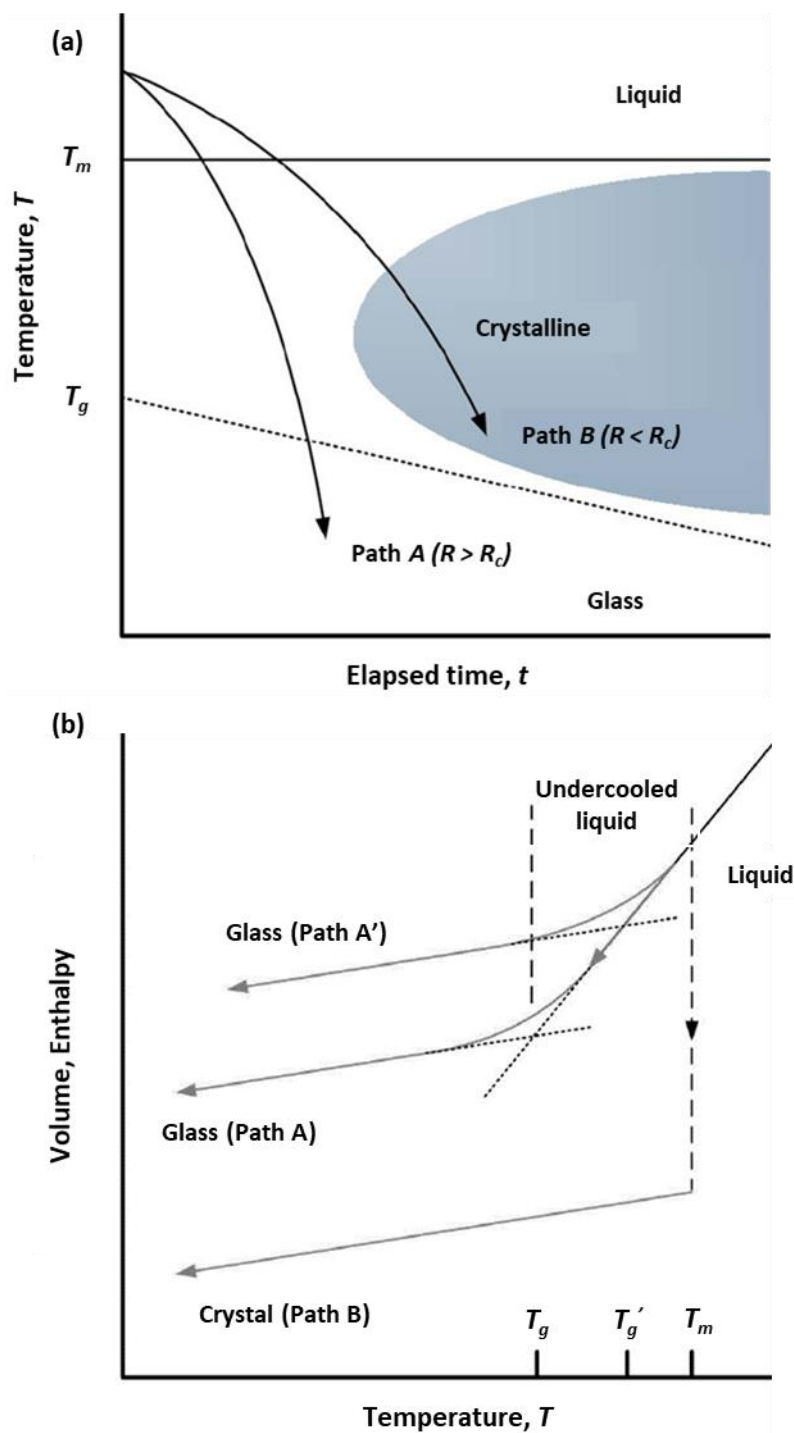 (a)
Liquid
Tm
Temperature, T
Crystalline
Tg
Path B (R < Rc)
Path A (R > Rc)
Glass
Elapsed time, t
(b)
Undercooled
liquid
Liquid
Glass (Path A’)
Volume, Enthalpy
Glass (Path A)
Crystal (Path B)
Tg
Tg′
Tm
Temperature, T